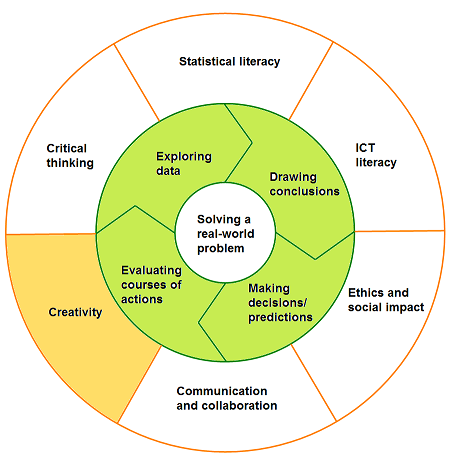 Statistical literacy
Critical
thinking
ICT
literacy
Exploring
data
Drawing
conclusions
Solving a
real-world
problem
Evaluating
courses of
actions
Making
decisions/
predictions
Creativity
Ethics and
social impact
Communication
and collaboration